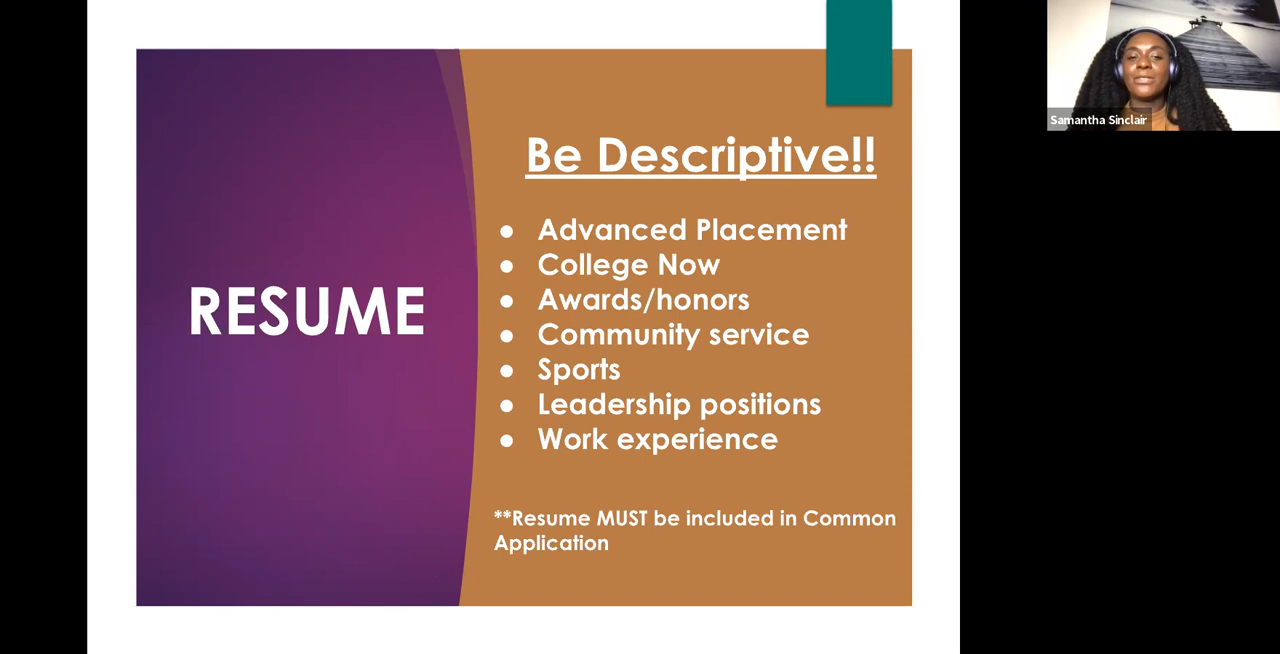 RESUME
Be Descriptive!!
● Advanced Placement
● College Now
● Awards/honors
● Community service
● Sports
● Leadership positions
● Work experience
**Resume MUST be included in Common
Application
Samantha Sinclair